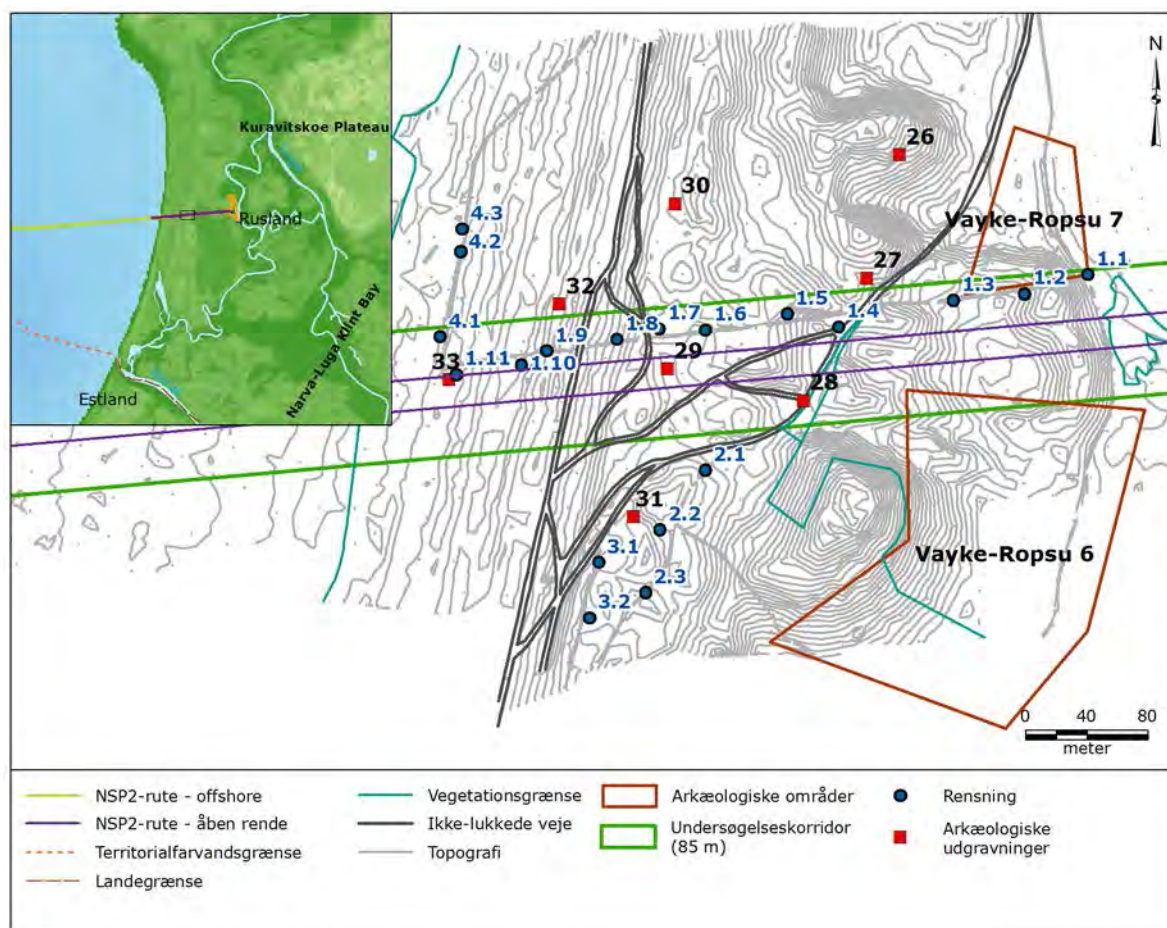 Kuravitskoe Plateau
Rusland
Narva-Luga Klint Bay
Estland
N
26
30
Vayke-Ropsu 7
4.3
4.2
27
1.1
1.2
1.3
32
1.5
1.4
4.1
1.7
1.6
1.8
1.9
33
1.11
1.10
29
28
2.1
31
2.2
3.1
2.3
3.2
Vayke-Ropsu 6
0 40 80
meter
NSP2-rute - offshore
NSP2-rute - åben rende
Territorialfarvandsgrænse
Landegrænse
Vegetationsgrænse
Ikke-lukkede veje
Topografi
Arkæologiske områder
Undersøgelseskorridor
(85 m)
Rensning
Arkæologiske
udgravninger